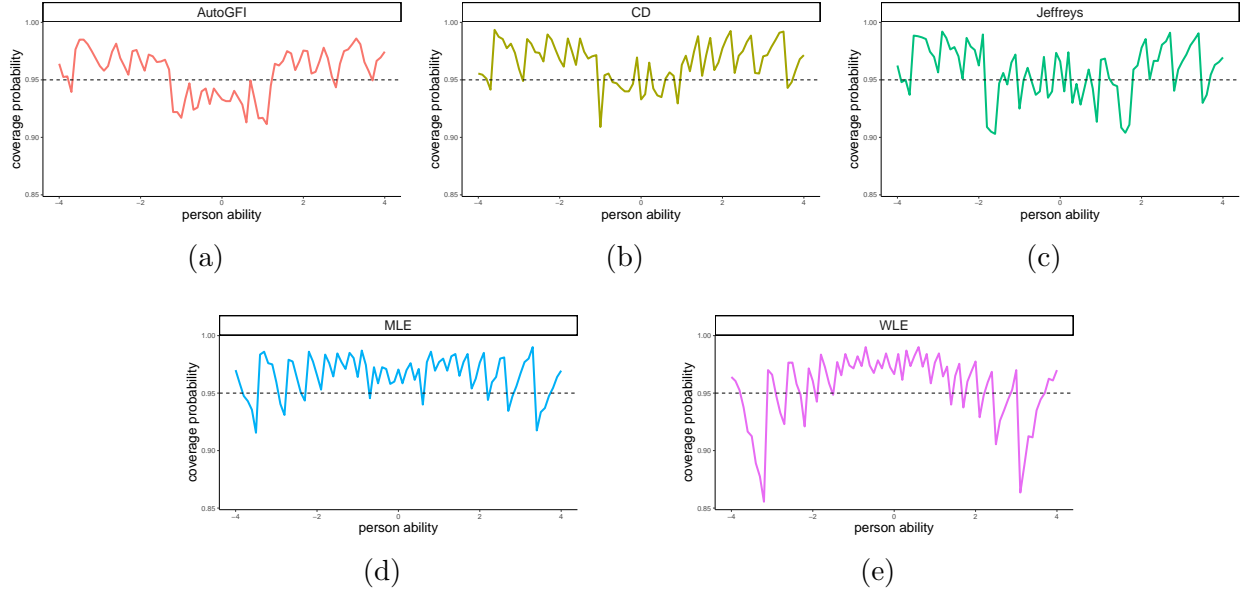 AutoGFI
CD
Jeffreys
1.00
0.95
0.90
0.85
coverage probability
−4
−2
0
2
4
person ability
1.00
0.95
0.90
0.85
coverage probability
−4
−2
0
2
4
person ability
1.00
0.95
0.90
0.85
coverage probability
−4
−2
0
2
4
person ability
(a)
(b)
(c)
MLE
WLE
1.00
0.95
0.90
0.85
coverage probability
−4
−2
0
2
4
person ability
1.00
0.95
0.90
0.85
coverage probability
−4
−2
0
2
4
person ability
(d)
(e)